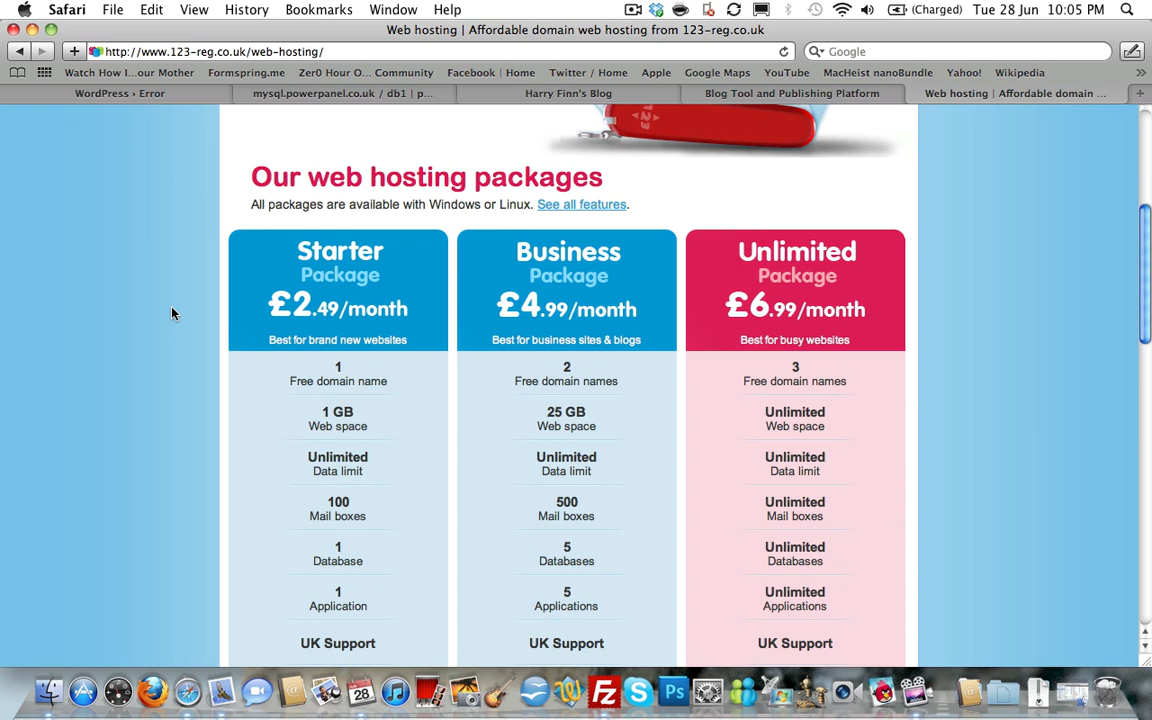 Safari File Edit View History Bookmarks Window Help (Charged) Tue 28 Jun 10:05 PM
Web hosting | Affordable domain web hosting from 123-reg.co.uk
http://www.123-reg.co.uk/web-hosting/ Google
Watch How I...our Mother Formspring.me Zer0 Hour O... Community Facebook | Home Twitter / Home Apple Google Maps YouTube MacHeist nanoBundle Yahoo! Wikipedia
WordPress › Error mysql.powerpanel.co.uk / db1 | p... Harry Finn's Blog Blog Tool and Publishing Platform Web hosting | Affordable domain ...
123
Our web hosting packages
All packages are available with Windows or Linux. See all features.
Starter
Package
£2.49/month
Best for brand new websites
1
Free domain name
1 GB
Web space
Unlimited
Data limit
100
Mail boxes
1
Database
1
Application
UK Support
Business
Package
£4.99/month
Best for business sites & blogs
2
Free domain names
25 GB
Web space
Unlimited
Data limit
500
Mail boxes
5
Databases
5
Applications
UK Support
Unlimited
Package
£6.99/month
Best for busy websites
3
Free domain names
Unlimited
Web space
Unlimited
Data limit
Unlimited
Mail boxes
Unlimited
Databases
Unlimited
Applications
UK Support
28
Fz
S
Ps